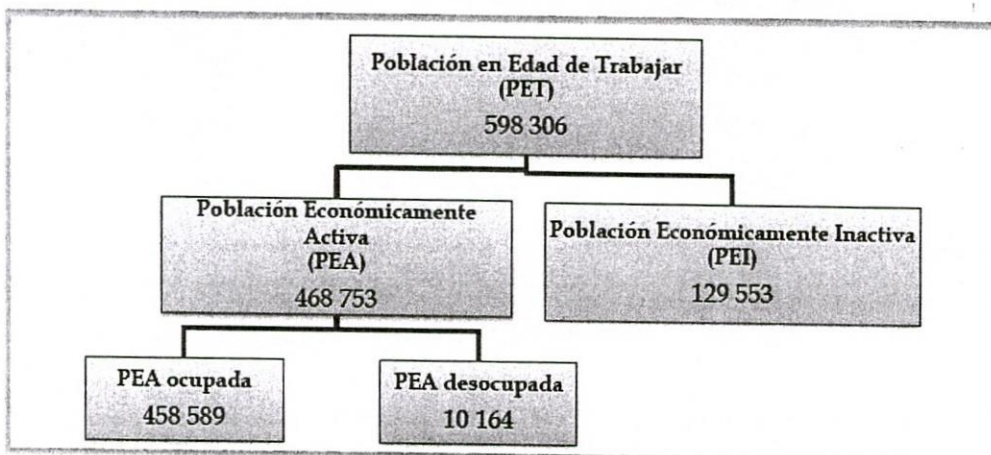 Población en Edad de Trabajar
(PET)
598 306
Población Económicamente
Activa
(PEA)
468 753
Población Económicamente Inactiva
(PEI)
129 553
PEA ocupada
458 589
PEA desocupada
10 164